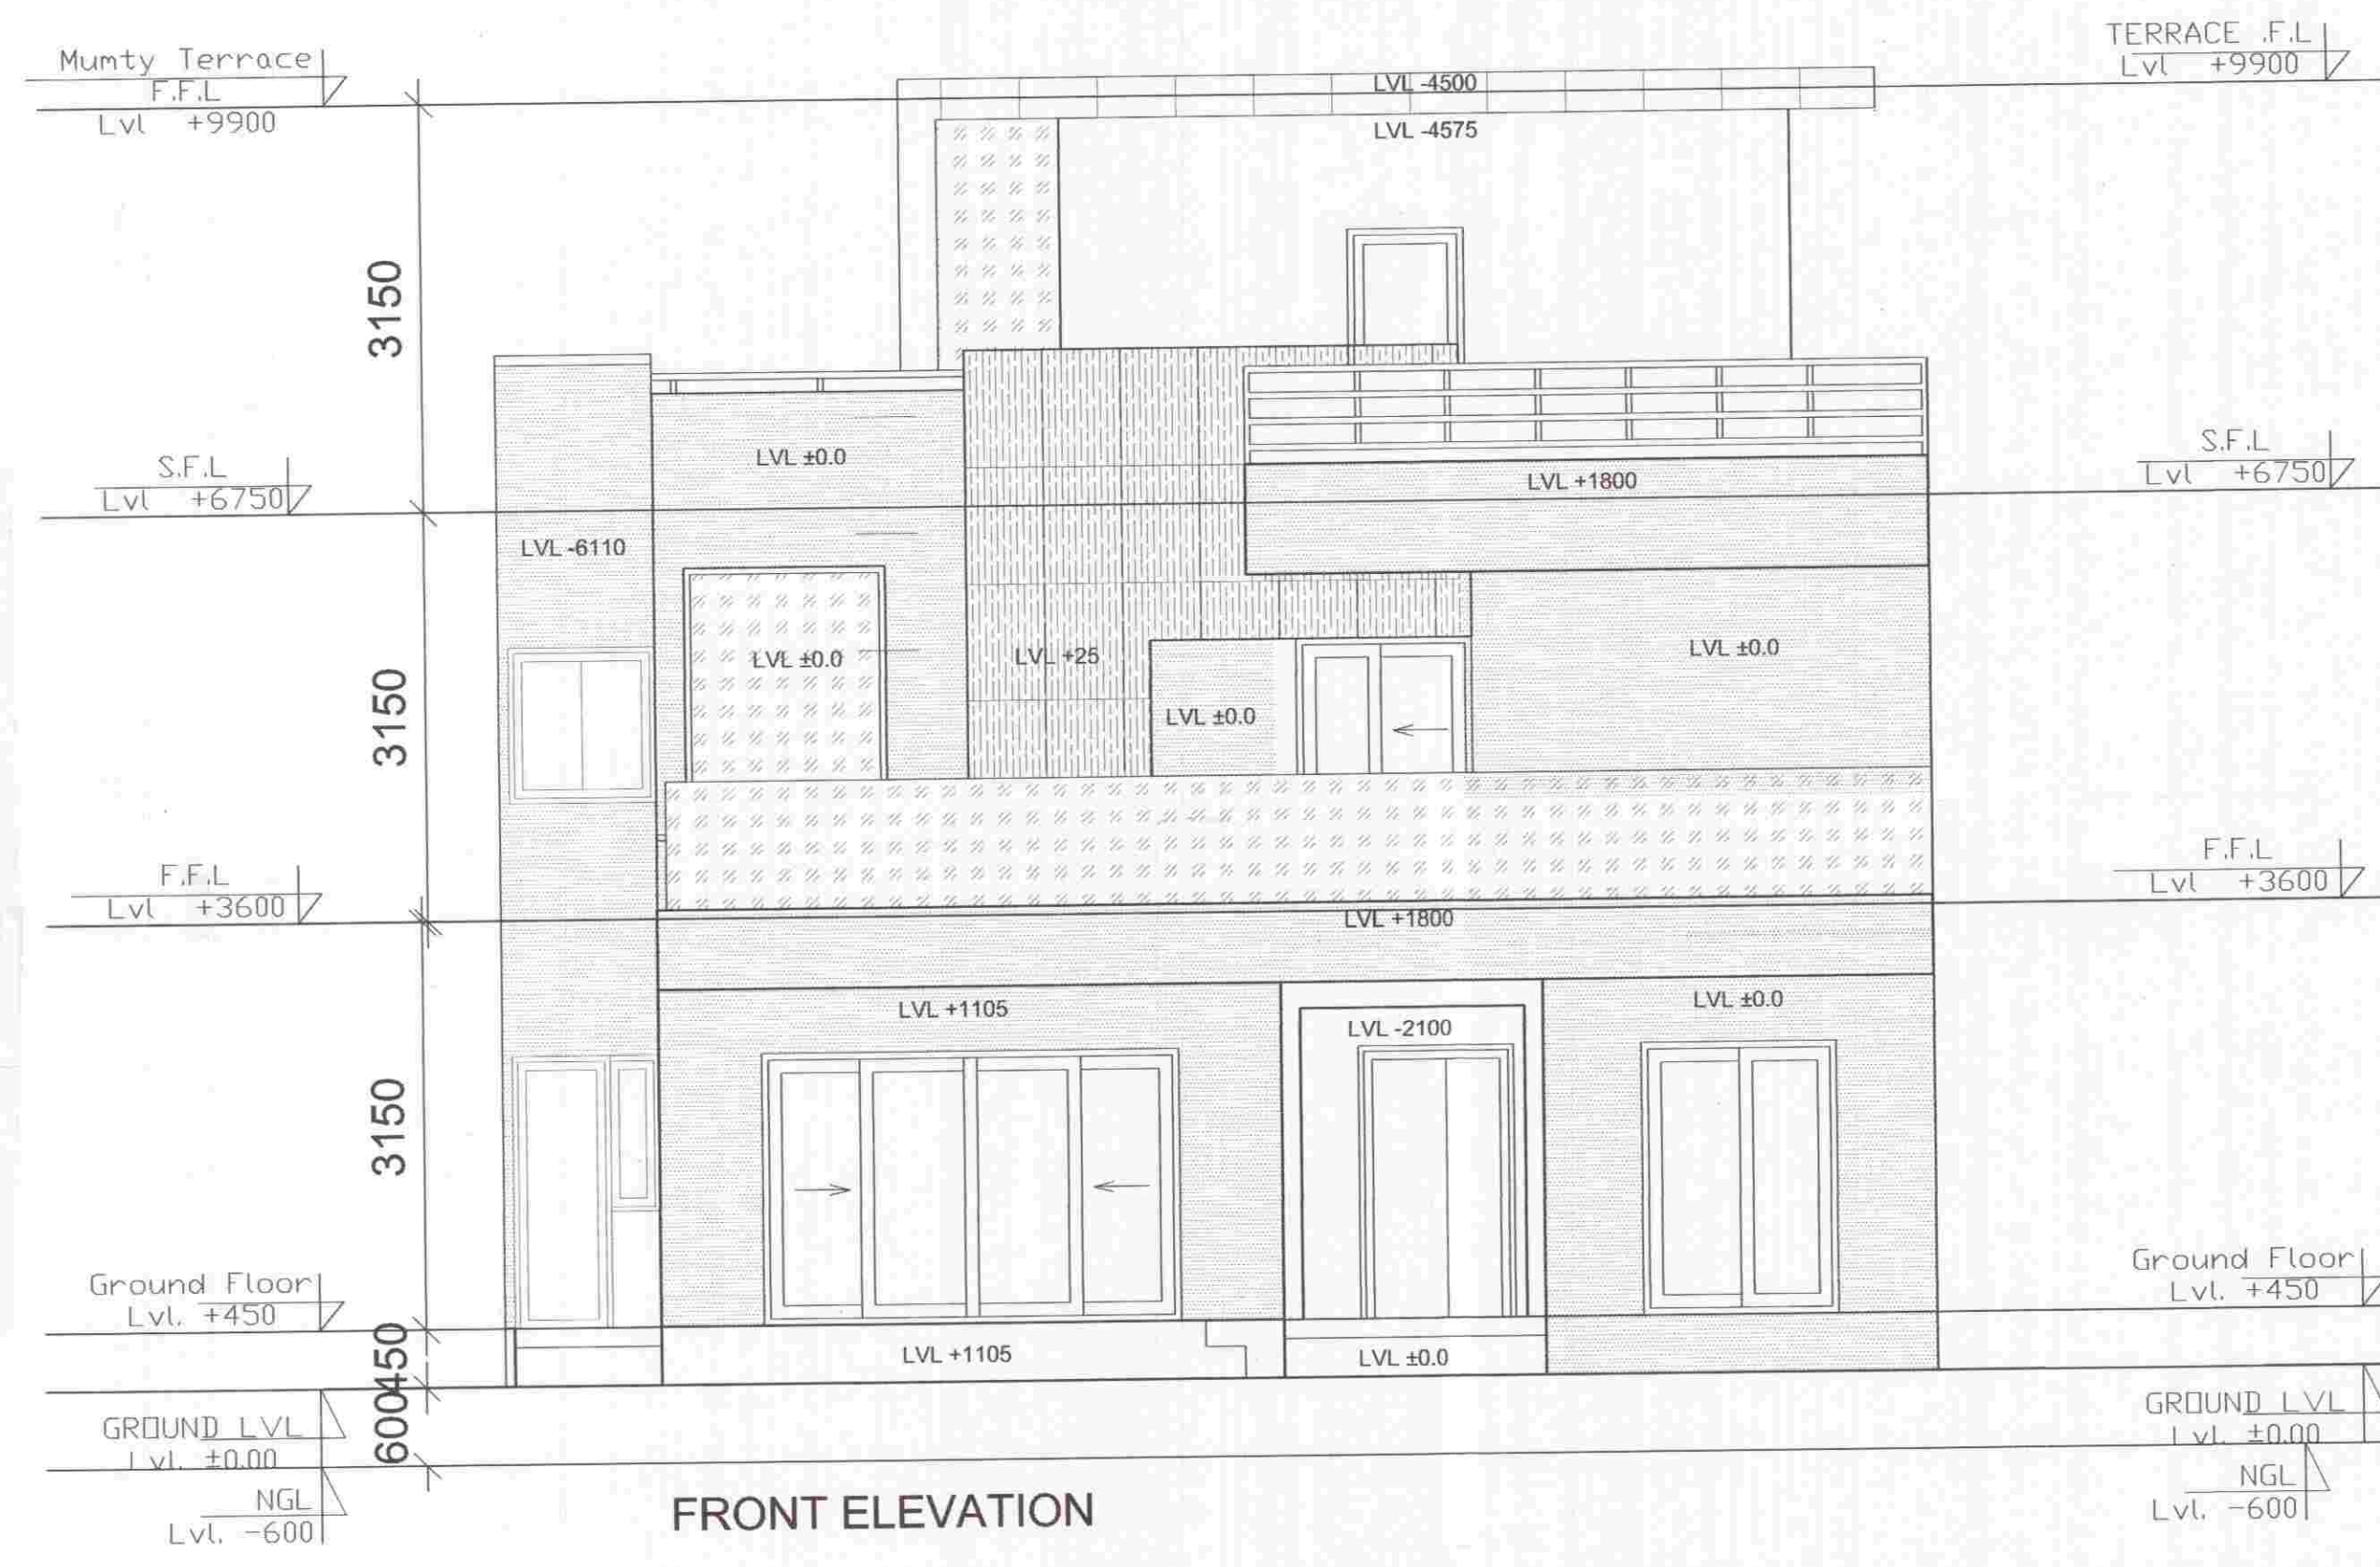 Mumty Terrace
F.F.L
Lvl +9900
TERRACE .F.L
Lvl +9900
LVL -4500
LVL -4575
3150
S.F.L
Lvl +6750
LVL ±0.0
LVL +1800
S.F.L
Lvl +6750
LVL -6110
LVL ±0.0
LVL +25
LVL ±0.0
LVL ±0.0
3150
F.F.L
Lvl +3600
F.F.L
Lvl +3600
LVL +1800
LVL +1105
LVL -2100
LVL ±0.0
3150
Ground Floor
Lvl. +450
Ground Floor
Lvl. +450
450
LVL +1105
LVL ±0.0
600
GROUND LVL
Lvl. ±0.00
GROUND LVL
Lvl. ±0.00
NGL
Lvl. -600
NGL
Lvl. -600
FRONT ELEVATION